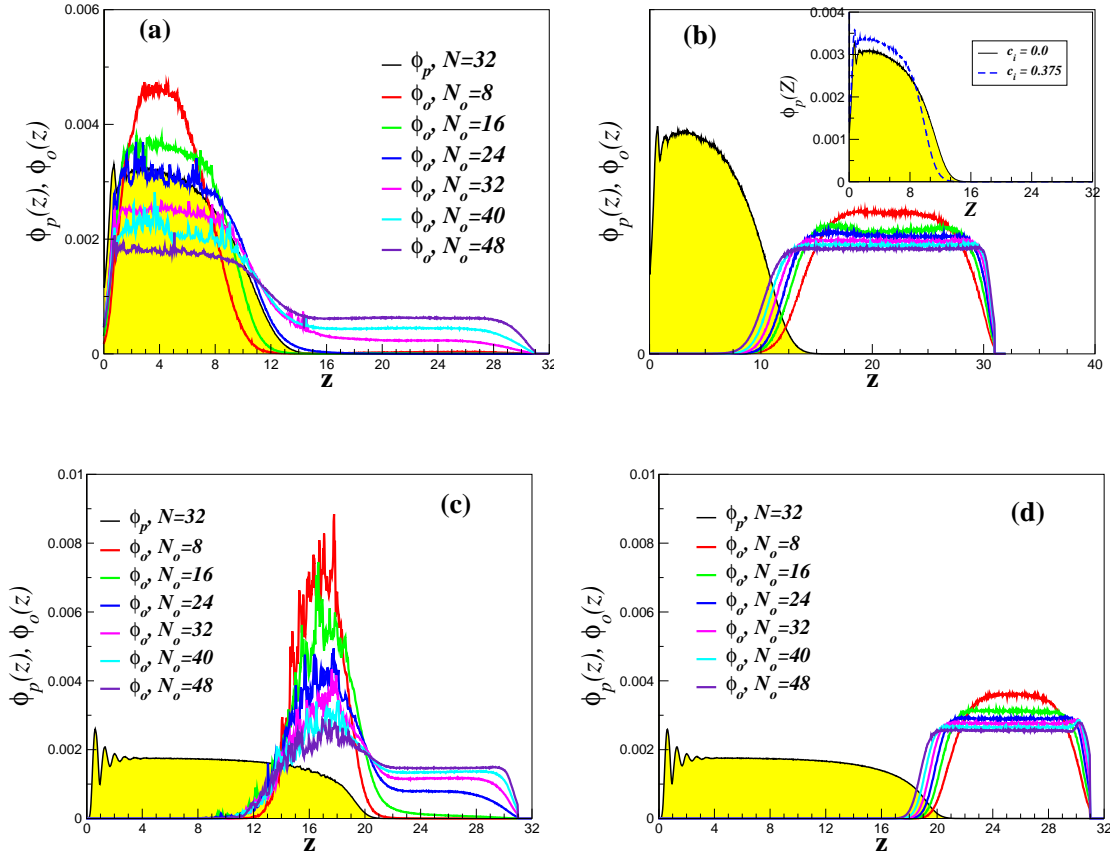 (a)
ϕp, N=32
ϕo, No=8
ϕo, No=16
ϕo, No=24
ϕo, No=32
ϕo, No=40
ϕo, No=48
0.006
0.004
0.002
0
ϕp(z), ϕo(z)
0 4 8 12 16 20 24 28 32
z
(b)
0.004
0.003
0.002
0.001
0
ϕp(Z)
ci = 0.0
ci = 0.375
0 8 16 24 32
Z
0
ϕp(z), ϕo(z)
0 10 20 30 40
z
(c)
ϕp, N=32
ϕo, No=8
ϕo, No=16
ϕo, No=24
ϕo, No=32
ϕo, No=40
ϕo, No=48
0.01
0.008
0.006
0.004
0.002
0
ϕp(z), ϕo(z)
0 4 8 12 16 20 24 28 32
z
(d)
ϕp, N=32
ϕo, No=8
ϕo, No=16
ϕo, No=24
ϕo, No=32
ϕo, No=40
ϕo, No=48
0.01
0.008
0.006
0.004
0.002
0
ϕp(z), ϕo(z)
0 4 8 12 16 20 24 28 32
z